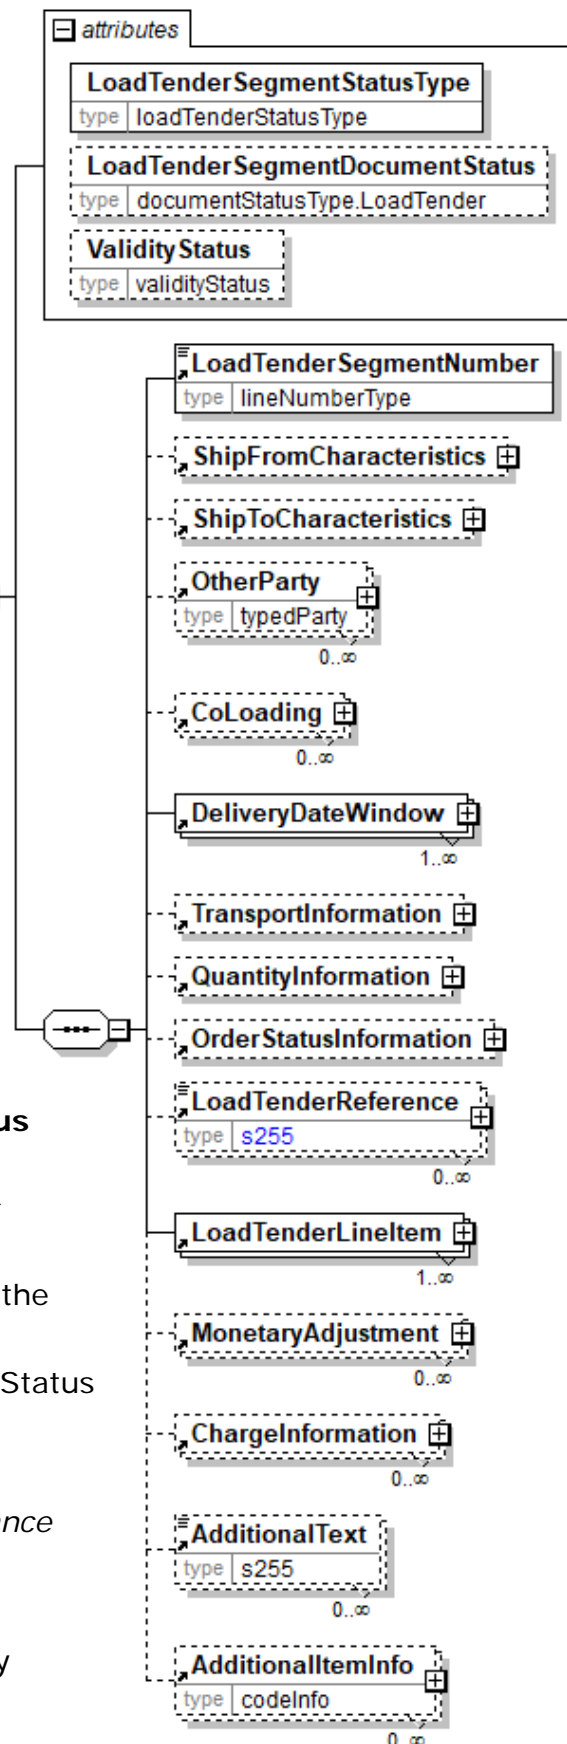 attributes
LoadTenderSegmentStatusType
type loadTenderStatusType
LoadTenderSegmentDocumentStatus
type documentStatusType.LoadTender
ValidityStatus
type validityStatus
LoadTenderSegmentNumber
type lineNumberType
ShipFromCharacteristics
ShipToCharacteristics
OtherParty
type typedParty
0..∞
CoLoading
0..∞
DeliveryDateWindow
1..∞
TransportInformation
QuantityInformation
OrderStatusInformation
us
LoadTenderReference
type s255
0..∞
LoadTenderLineItem
1..∞
the
MonetaryAdjustment
0..∞
Status
ChargeInformation
0..∞
nce
AdditionalText
type s255
0..∞
y
AdditionalItemInfo
type codeInfo
0..∞